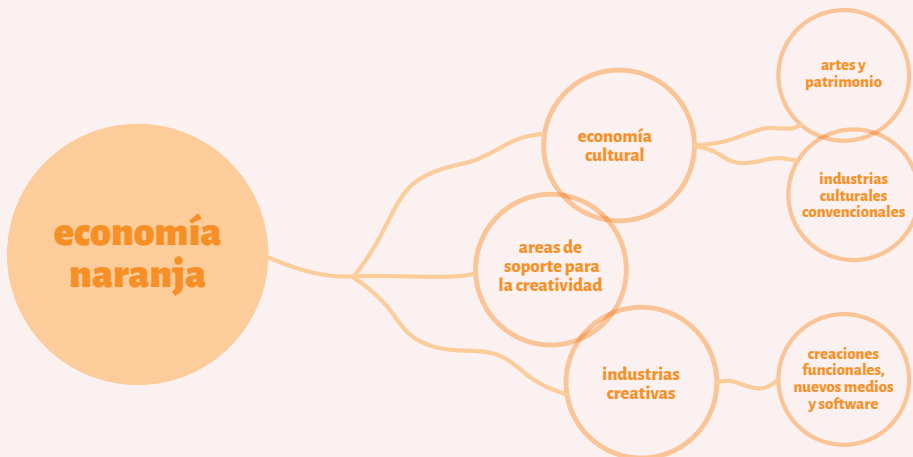 economía
naranja
economía
cultural
areas de
soporte para
la creatividad
industrias
creativas
artes y
patrimonio
industrias
culturales
convencionales
creaciones
funcionales,
nuevos medios
y software